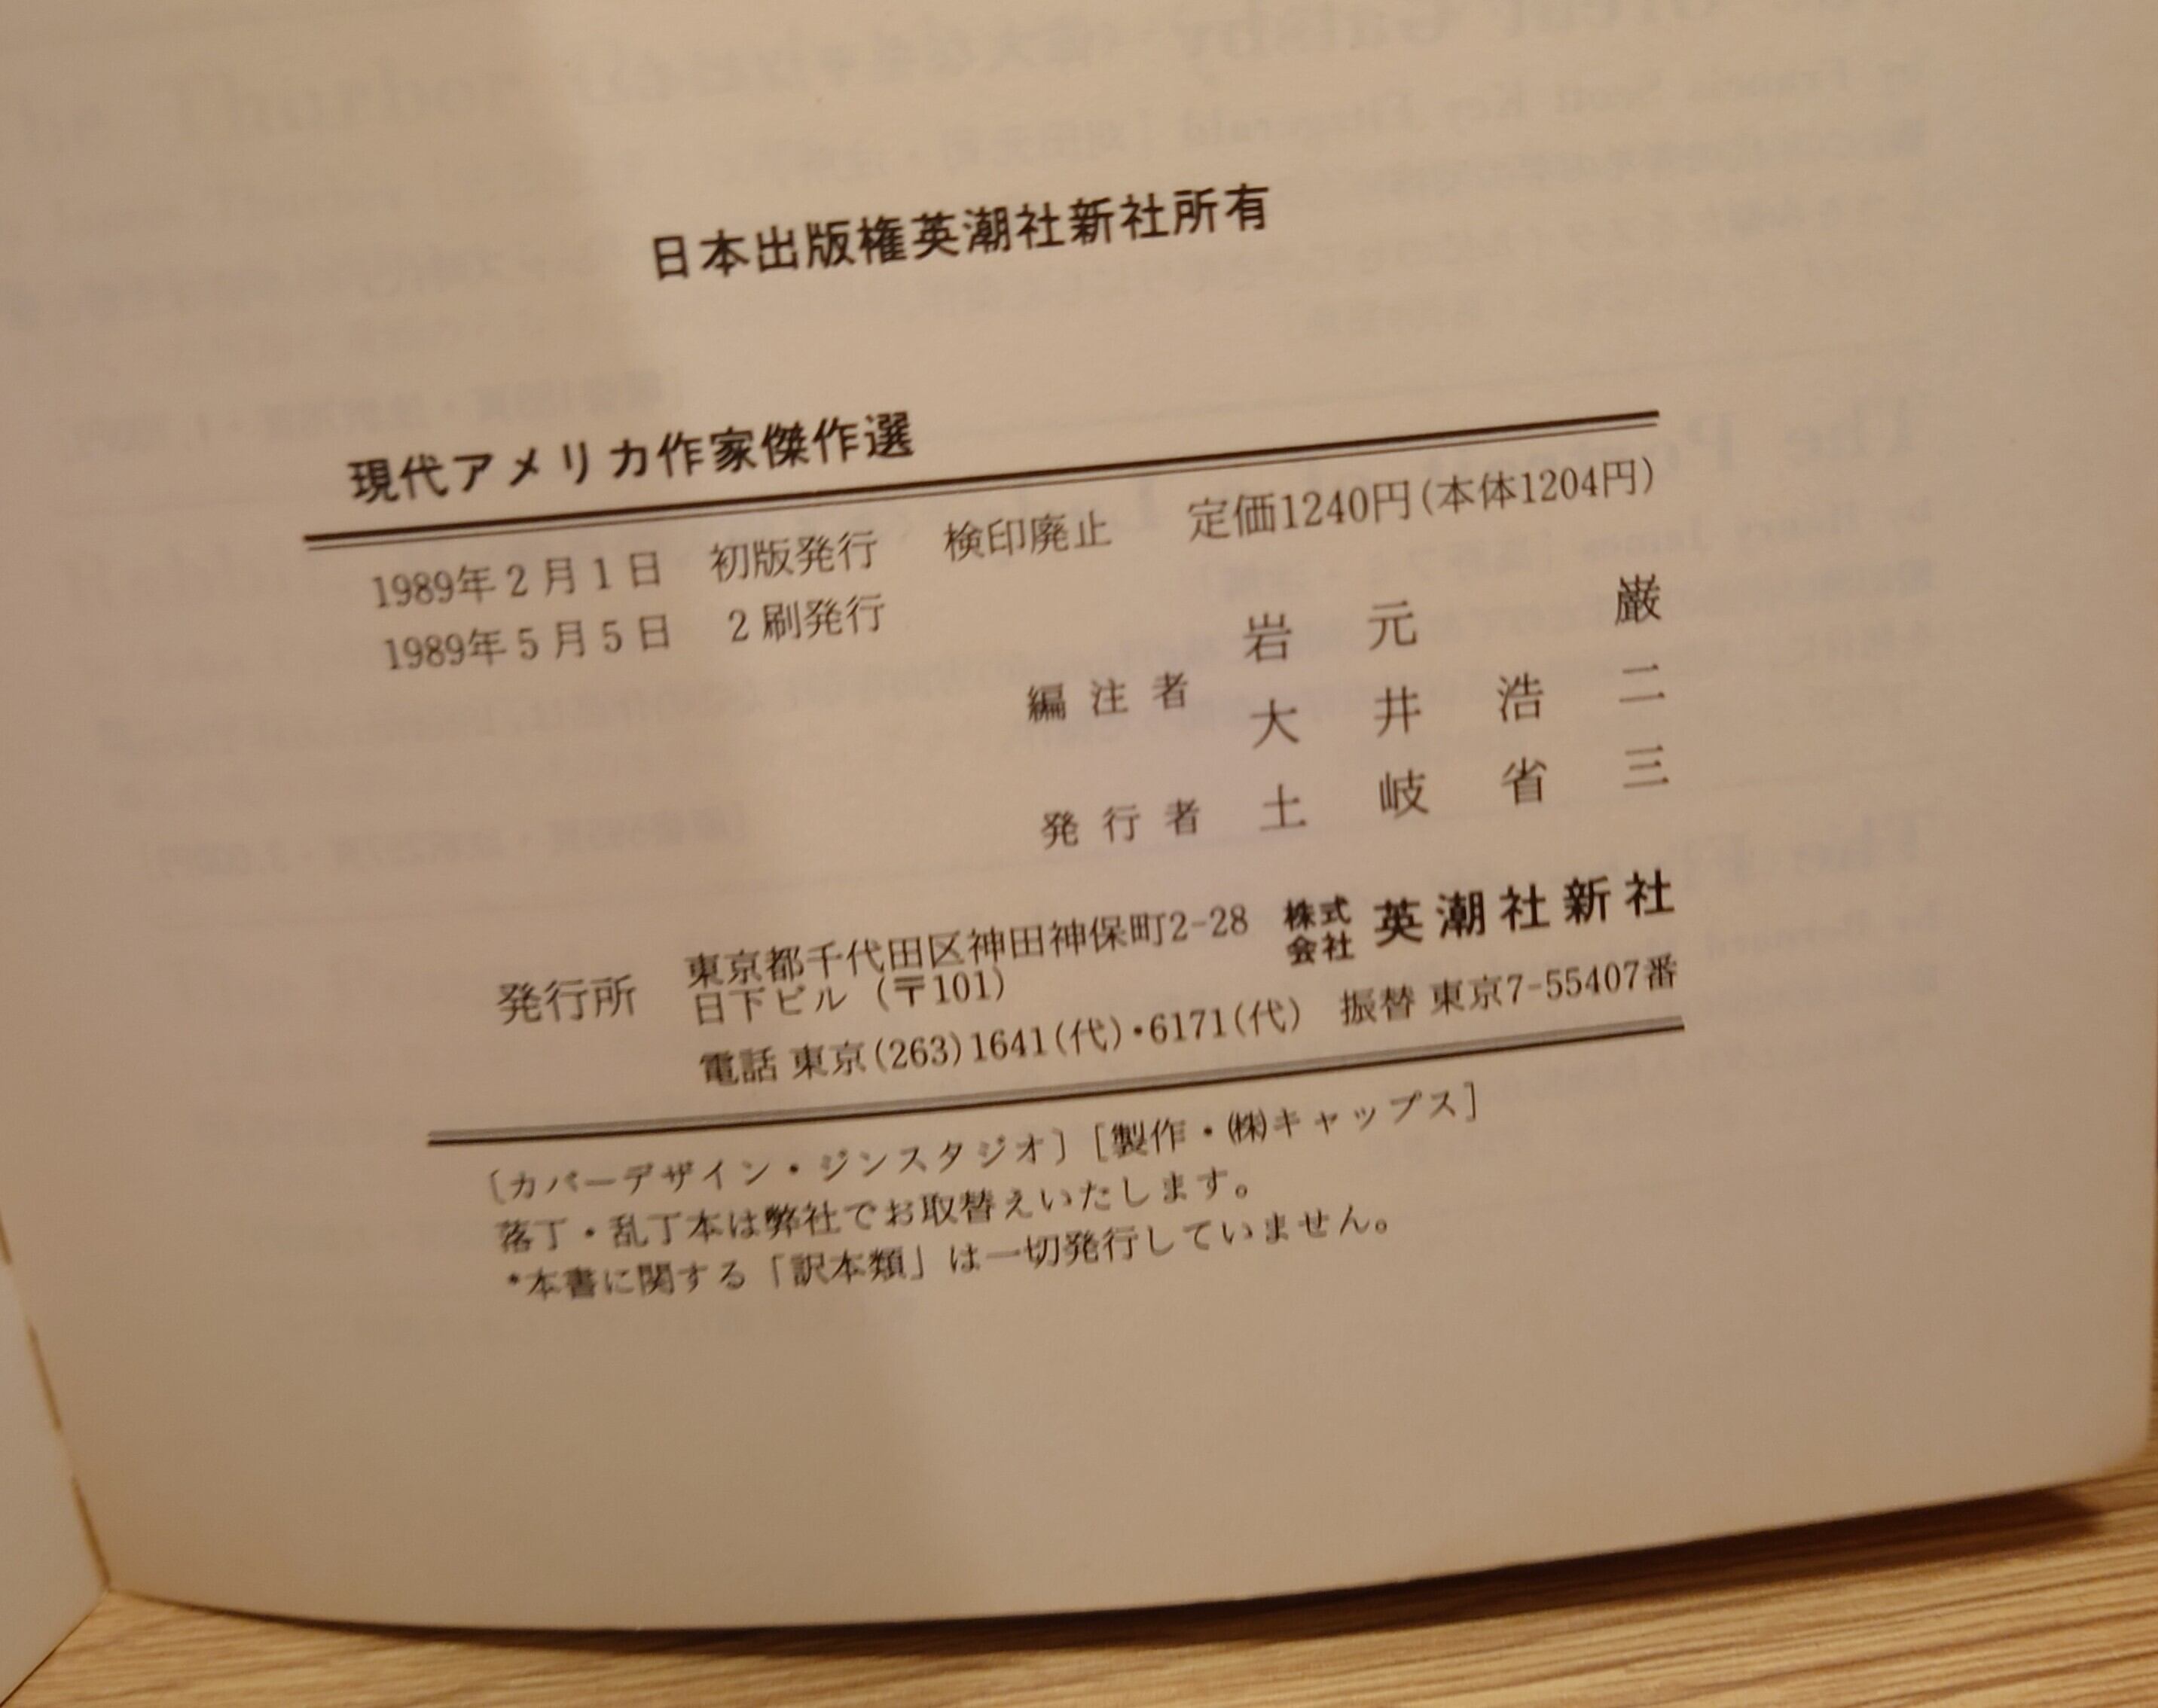 日本出版権英潮社新社所有
現代アメリカ作家傑作選
1989年2月1日 初版発行 検印廃止 定価1240円(本体1204円)
1989年5月5日 2刷発行
編注者 岩元 巌
大井浩二
発行者 土岐省三
発行所 東京都千代田区神田神保町2-28 株式会社 英潮社新社
日下ビル (〒101)
電話 東京(263)1641(代)・6171(代) 振替 東京7-55407番
〔カバーデザイン・ジンスタジオ〕[製作・㈱キャップス]
落丁・乱丁本は弊社でお取替えいたします。
*本書に関する「訳本類」は一切発行していません。